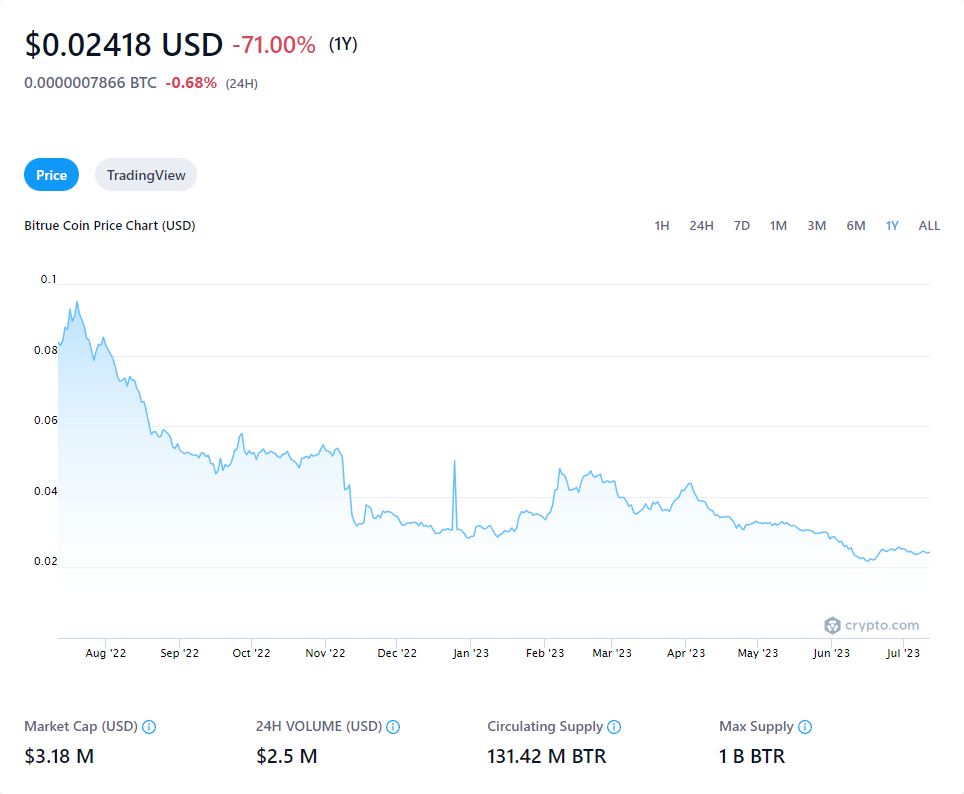 $0.02418 USD -71.00% (1Y)
0.0000007866 BTC -0.68% (24H)
Price TradingView
Bitrue Coin Price Chart (USD) 1H 24H 7D 1M 3M 6M 1Y ALL
0.1
0.08
0.06
0.04
0.02
crypto.com
Aug '22 Sep '22 Oct '22 Nov '22 Dec '22 Jan '23 Feb '23 Mar '23 Apr '23 May '23 Jun '23 Jul '23
Market Cap (USD) 24H VOLUME (USD) Circulating Supply Max Supply
$3.18 M $2.5 M 131.42 M BTR 1 B BTR